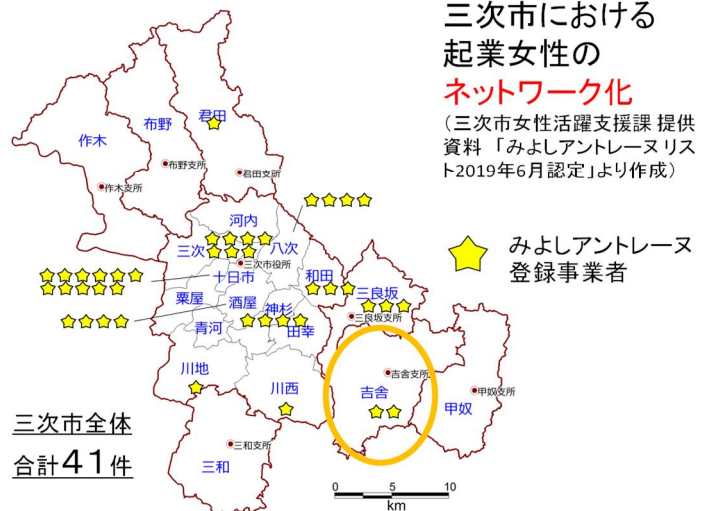 三次市における
起業女性の
ネットワーク化
（三次市女性活躍支援課 提供
資料 「みよしアントレーヌリス
ト2019年6月認定」より作成）
みよしアントレーヌ
登録事業者
君田
布野
作木
布野支所
君田支所
作木支所
河内
三次
八次
三次市役所
十日市
和田
三良坂
粟屋
酒屋
神杉
三良坂支所
青河
田幸
川地
川西
吉舎支所
吉舎
甲奴支所
甲奴
三次市全体
合計41件
三和支所
三和
0 5 10
km